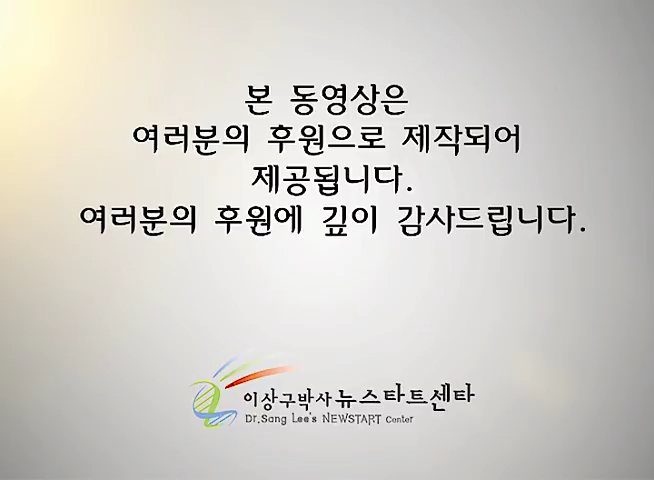 본 동영상은
여러분의 후원으로 제작되어
제공됩니다.
여러분의 후원에 깊이 감사드립니다.
이상구박사 뉴스타트센타
Dr.Sang Lee's NEWSTART Center